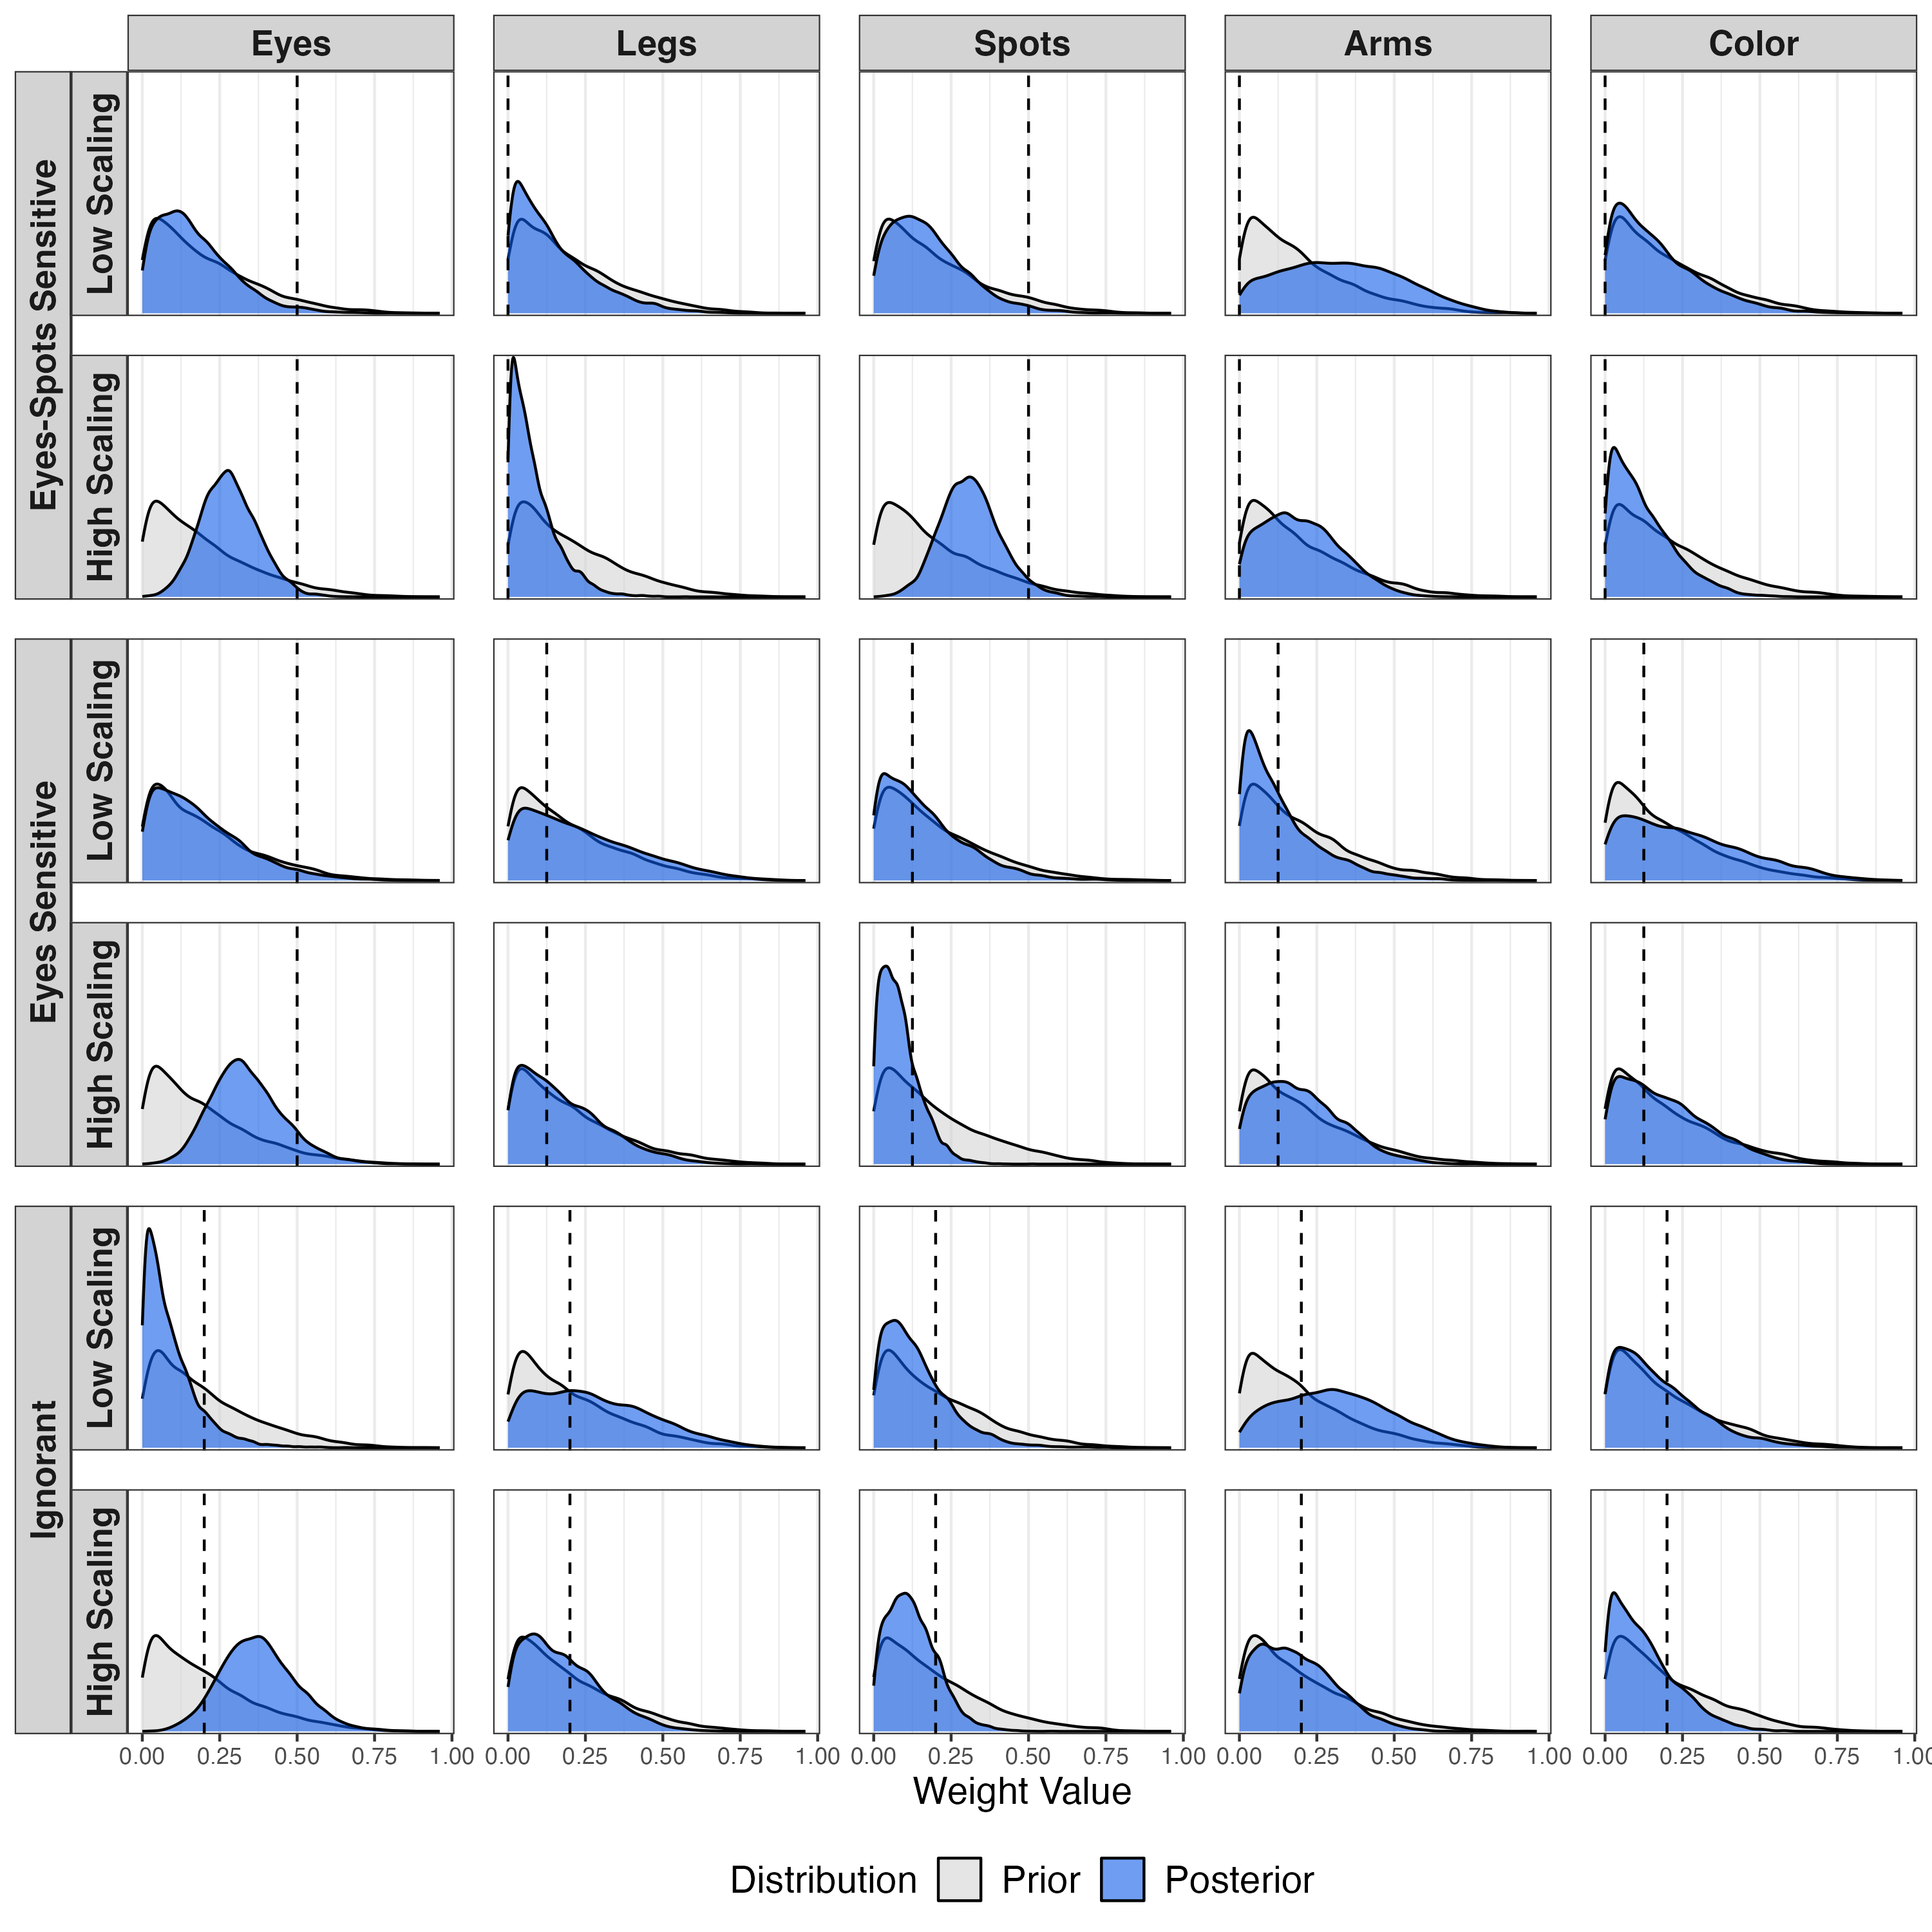 Eyes Legs Spots Arms Color
Eyes-Spots Sensitive
Low Scaling
High Scaling
Eyes Sensitive
Low Scaling
High Scaling
Ignorant
Low Scaling
High Scaling
0.00 0.25 0.50 0.75 1.00 0.00 0.25 0.50 0.75 1.00 0.00 0.25 0.50 0.75 1.00 0.00 0.25 0.50 0.75 1.00 0.00 0.25 0.50 0.75 1.00
Weight Value
Distribution Prior Posterior